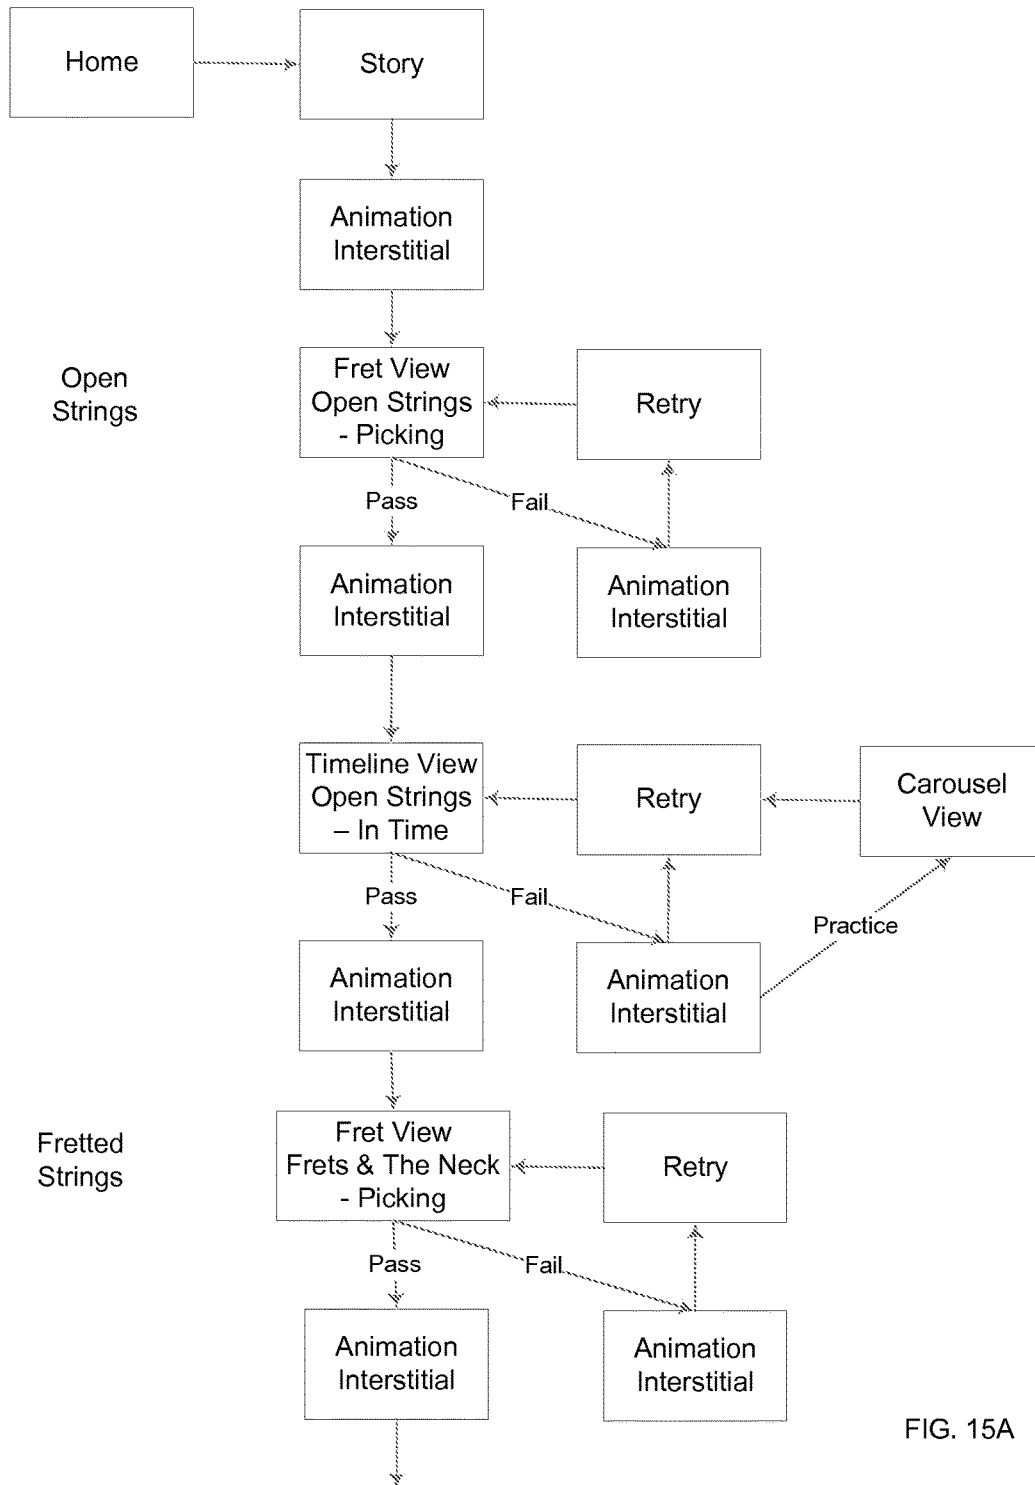 Home
Story
Animation
Interstitial
Open
Strings
Fret View
Open Strings
- Picking
Retry
Pass
Fail
Animation
Interstitial
Animation
Interstitial
Timeline View
Open Strings
– In Time
Retry
Carousel
View
Pass
Fail
Practice
Animation
Interstitial
Animation
Interstitial
Fretted
Strings
Fret View
Frets & The Neck
- Picking
Retry
Pass
Fail
Animation
Interstitial
Animation
Interstitial
FIG. 15A